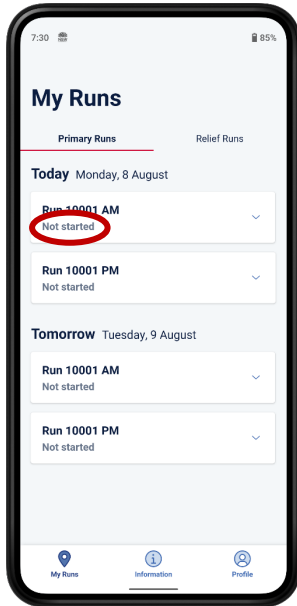 7:30 85%
My Runs
Primary Runs Relief Runs
Today Monday, 8 August
Run 10001 AM
Not started
Run 10001 PM
Not started
Tomorrow Tuesday, 9 August
Run 10001 AM
Not started
Run 10001 PM
Not started
My Runs Information Profile